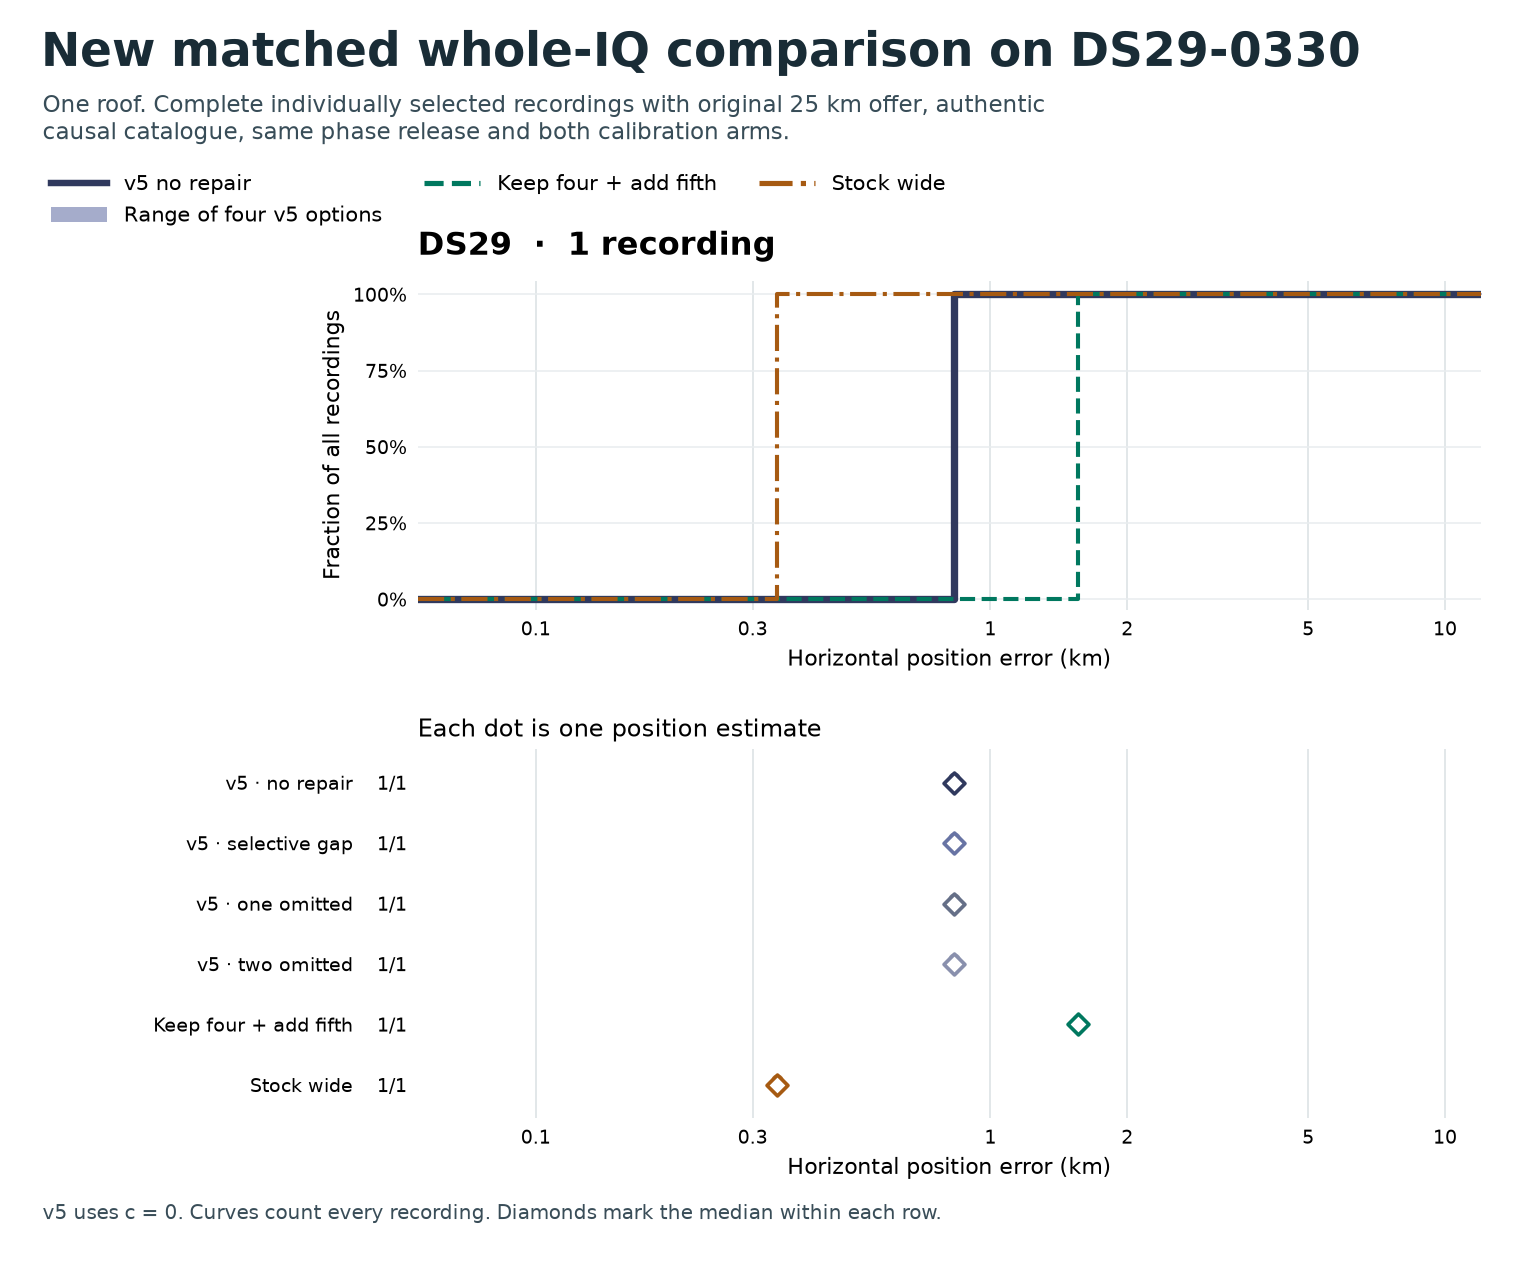 New matched whole-IQ comparison on DS29-0330
One roof. Complete individually selected recordings with original 25 km offer, authentic
causal catalogue, same phase release and both calibration arms.
v5 no repair
Keep four + add fifth
Stock wide
Range of four v5 options
DS29 · 1 recording
100%
75%
50%
25%
0%
Fraction of all recordings
0.1 0.3 1 2 5 10
Horizontal position error (km)
Each dot is one position estimate
v5 · no repair 1/1
v5 · selective gap 1/1
v5 · one omitted 1/1
v5 · two omitted 1/1
Keep four + add fifth 1/1
Stock wide 1/1
0.1 0.3 1 2 5 10
Horizontal position error (km)
v5 uses c = 0. Curves count every recording. Diamonds mark the median within each row.